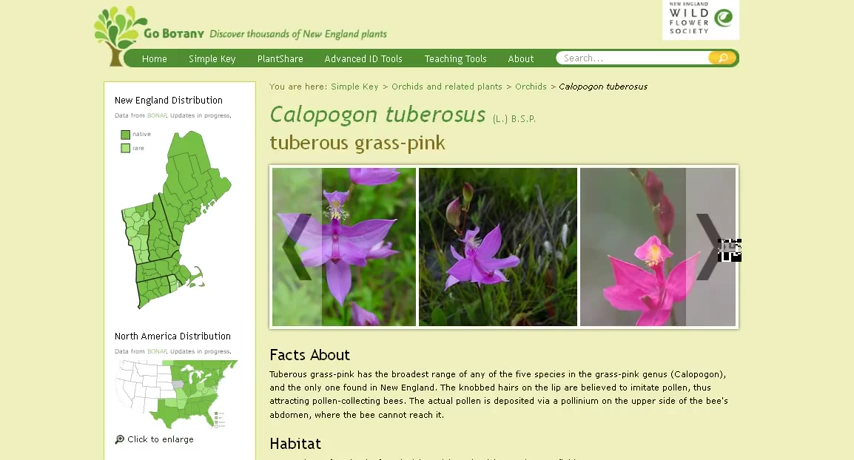 Go Botany Discover thousands of New England plants
NEW ENGLAND
WILD
FLOWER
SOCIETY
Home Simple Key PlantShare Advanced ID Tools Teaching Tools About Search...
You are here: Simple Key > Orchids and related plants > Orchids > Calopogon tuberosus
New England Distribution
Data from BONAP. Updates in progress.
native
rare
Calopogon tuberosus (L.) B.S.P.
tuberous grass-pink
North America Distribution
Data from BONAP. Updates in progress.
Click to enlarge
Facts About
Tuberous grass-pink has the broadest range of any of the five species in the grass-pink genus (Calopogon),
and the only one found in New England. The knobbed hairs on the lip are believed to imitate pollen, thus
attracting pollen-collecting bees. The actual pollen is deposited via a pollinium on the upper side of the bee's
abdomen, where the bee cannot reach it.
Habitat